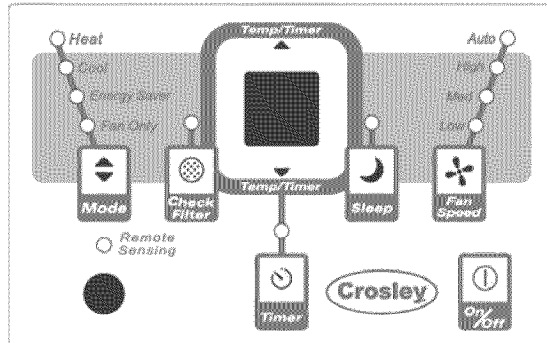 Temp/Timer
Heat
Auto
Cool
High
Energy Saver
Med
Fan Only
Low
Temp/Timer
Mode
Check
Filter
Sleep
Fan
Speed
Remote
Sensing
Timer
Crosley
On/Off